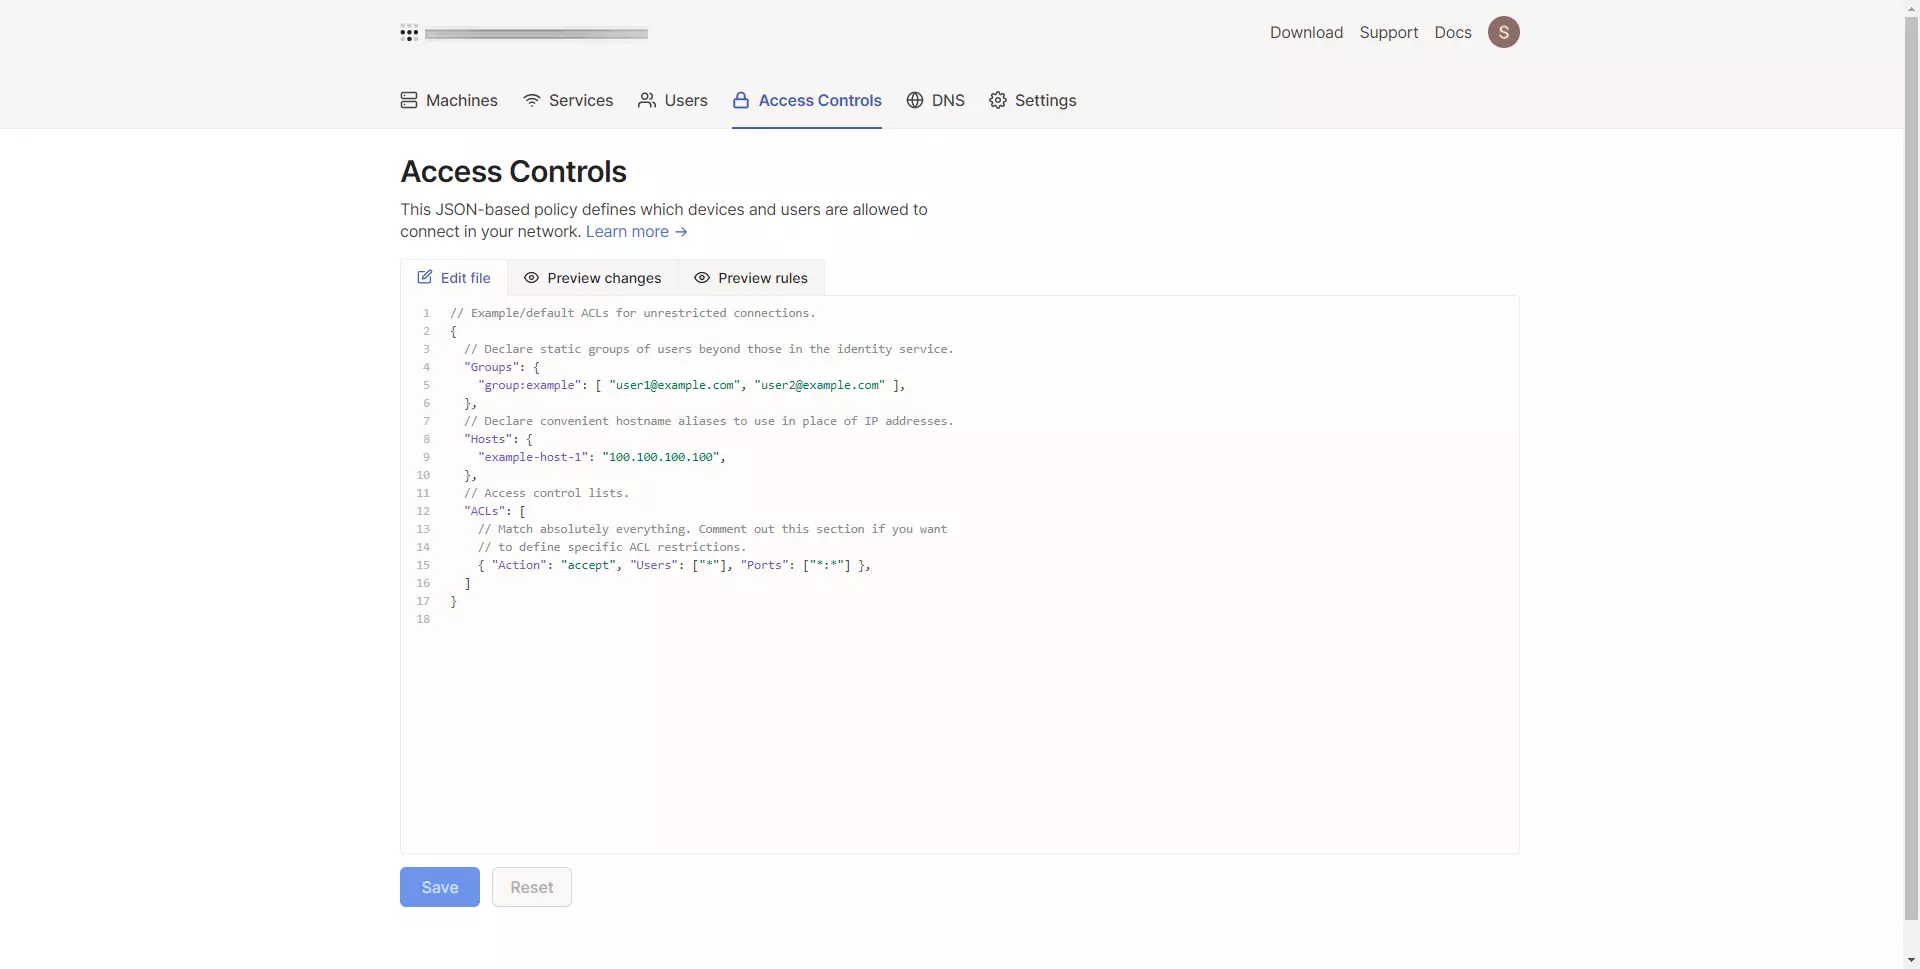 Download Support Docs S
Machines Services Users Access Controls DNS Settings
Access Controls
This JSON-based policy defines which devices and users are allowed to
connect in your network. Learn more →
Edit file Preview changes Preview rules
1 // Example/default ACLs for unrestricted connections.
2 {
3 // Declare static groups of users beyond those in the identity service.
4 "Groups": {
5 "group:example": [ "user1@example.com", "user2@example.com" ],
6 },
7 // Declare convenient hostname aliases to use in place of IP addresses.
8 "Hosts": {
9 "example-host-1": "100.100.100.100",
10 },
11 // Access control lists.
12 "ACLs": [
13 // Match absolutely everything. Comment out this section if you want
14 // to define specific ACL restrictions.
15 { "Action": "accept", "Users": ["*"], "Ports": ["*:*"] },
16 ]
17 }
18
Save Reset